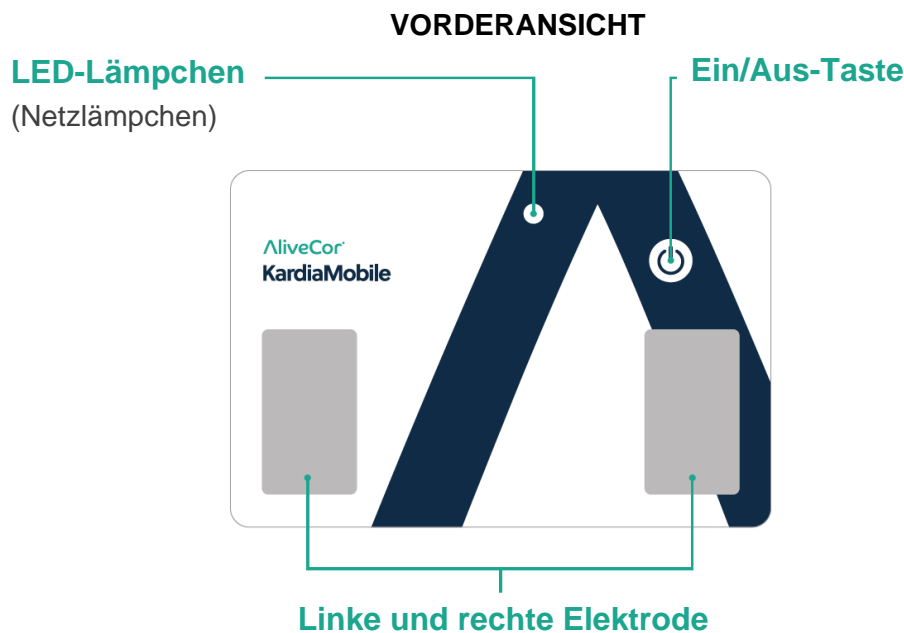 VORDERANSICHT
LED-Lämpchen
(Netzlämpchen)
Ein/Aus-Taste
AliveCor
KardiaMobile
Linke und rechte Elektrode